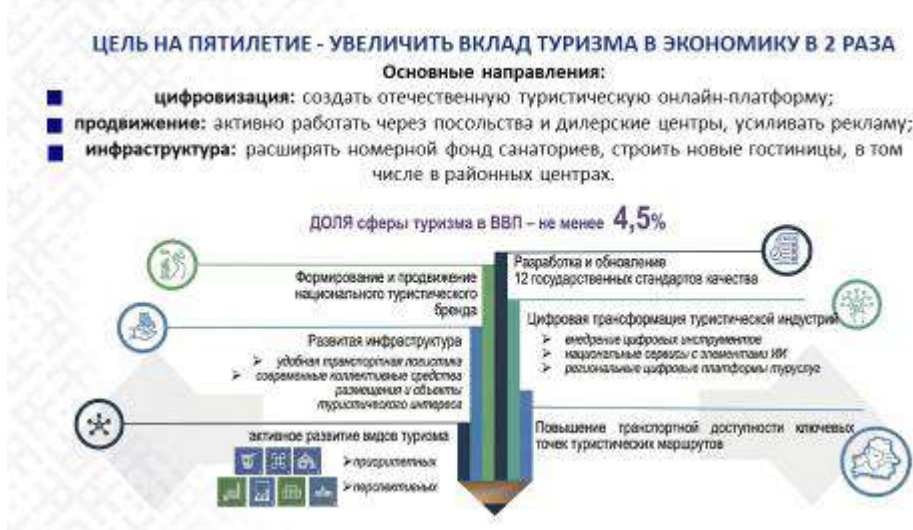 ЦЕЛЬ НА ПЯТИЛЕТИЕ - УВЕЛИЧИТЬ ВКЛАД ТУРИЗМА В ЭКОНОМИКУ В 2 РАЗА
Основные направления:
цифровизация: создать отечественную туристическую онлайн-платформу;
продвижение: активно работать через посольства и дилерские центры, усиливать рекламу;
инфраструктура: расширять номерной фонд санаториев, строить новые гостиницы, в том
числе в районных центрах.
ДОЛЯ сферы туризма в ВВП – не менее 4,5%
Формирование и продвижение
национального туристического
бренда
Развитая инфраструктура
➢ удобная транспортная логистика
➢ современные коллективные средства
размещения и объекты
туристического интереса
активное развитие видов туризма
➢ приоритетных
➢ перспективных
Разработка и обновление
12 государственных стандартов качества
Цифровая трансформация туристической индустрии
➢ внедрение цифровых инструментов
➢ национальные сервисы с элементами ИИ
➢ региональные цифровые платформы туруслуг
Повышение транспортной доступности ключевых
точек туристических маршрутов